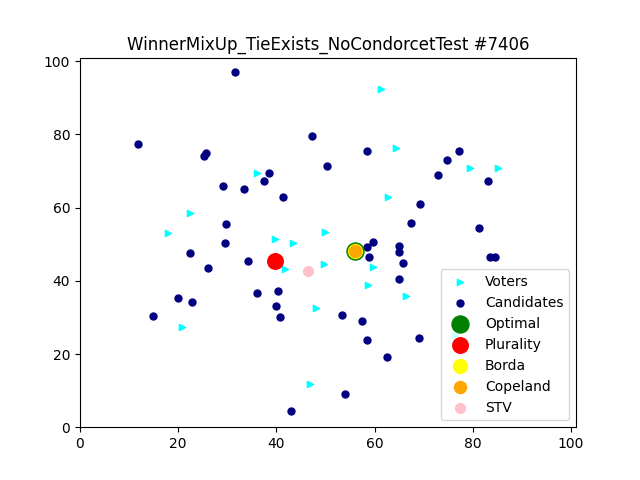 WinnerMixUp_TieExists_NoCondorcetTest #7406
100
80
60
40
20
0
0 20 40 60 80 100
Voters
Candidates
Optimal
Plurality
Borda
Copeland
STV